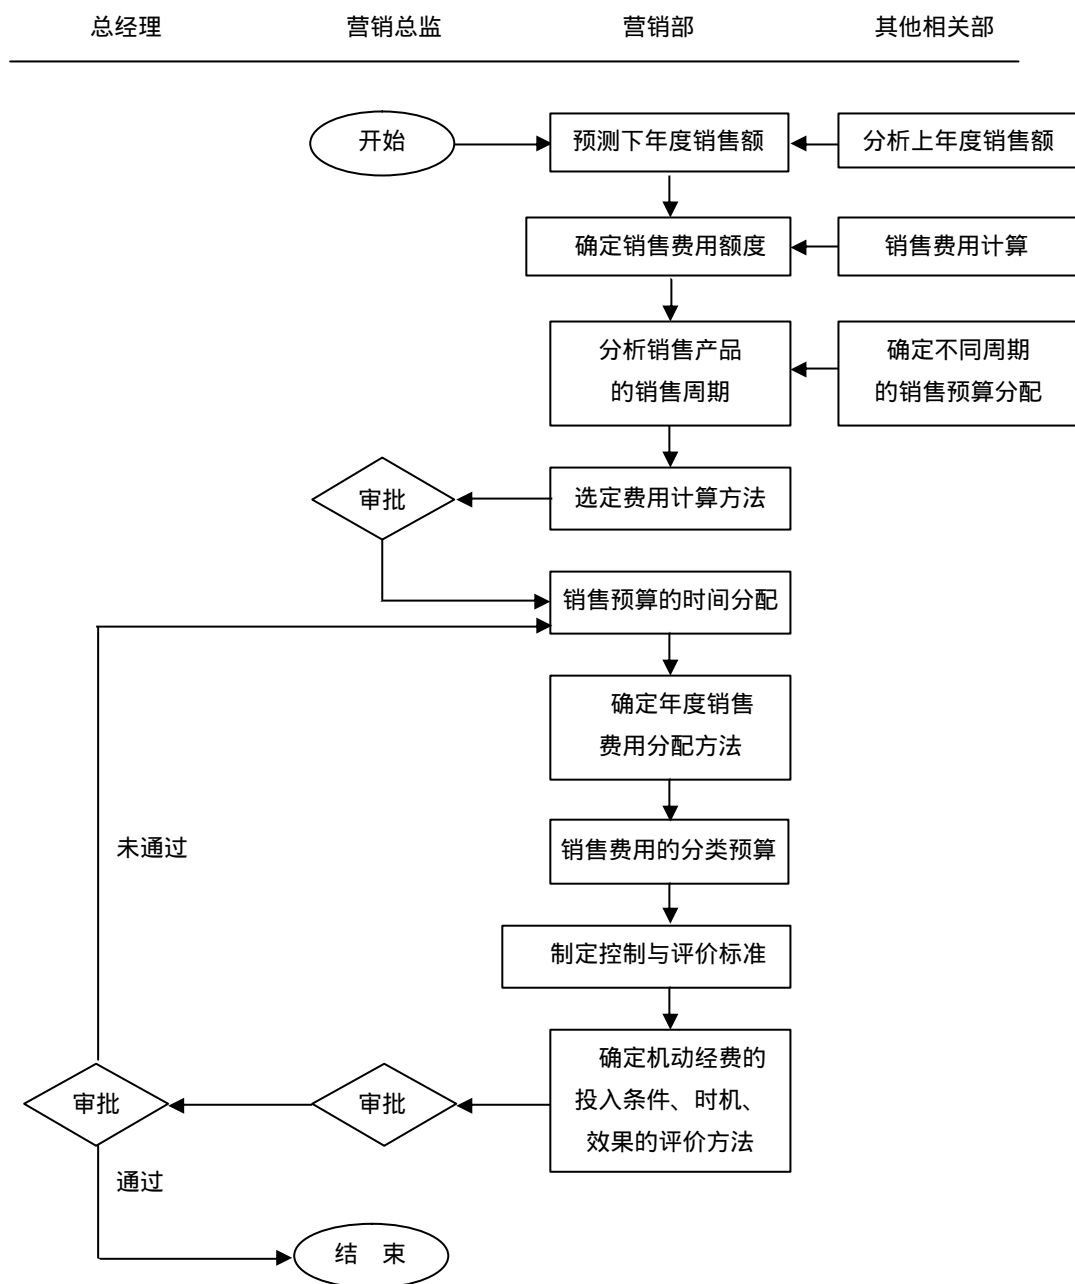 总经理
营销总监
营销部
其他相关部
开始
预测下年度销售额
分析上年度销售额
确定销售费用额度
销售费用计算
分析销售产品
的销售周期
确定不同周期
的销售预算分配
审批
选定费用计算方法
销售预算的时间分配
确定年度销售
费用分配方法
未通过
销售费用的分类预算
制定控制与评价标准
审批
审批
确定机动经费的
投入条件、时机、
效果的评价方法
通过
结 束